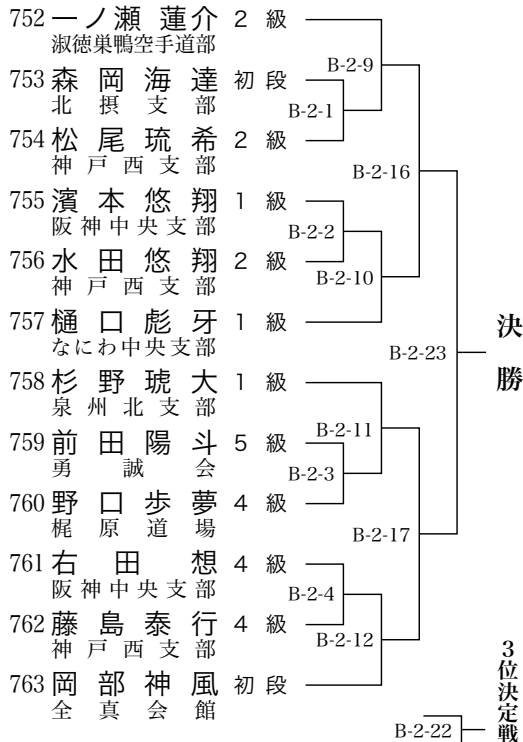 752 一ノ瀬 蓮介 2 級
淑徳巣鴨空手道部
B-2-9
753 森岡海達 初段
北摂支部
B-2-1
754 松尾琉希 2 級
神戸西支部
B-2-16
755 濱本悠翔 1 級
阪神中央支部
B-2-2
756 水田悠翔 2 級
神戸西支部
B-2-10
757 樋口彪牙 1 級
なにわ中央支部
B-2-23
決勝
758 杉野琥大 1 級
泉州北支部
B-2-11
759 前田陽斗 5 級
勇誠会
B-2-3
760 野口歩夢 4 級
梶原道場
B-2-17
761 右田想 4 級
阪神中央支部
B-2-4
762 藤島泰行 4 級
神戸西支部
B-2-12
763 岡部神風 初段
全真会館
3位決定戦
B-2-22